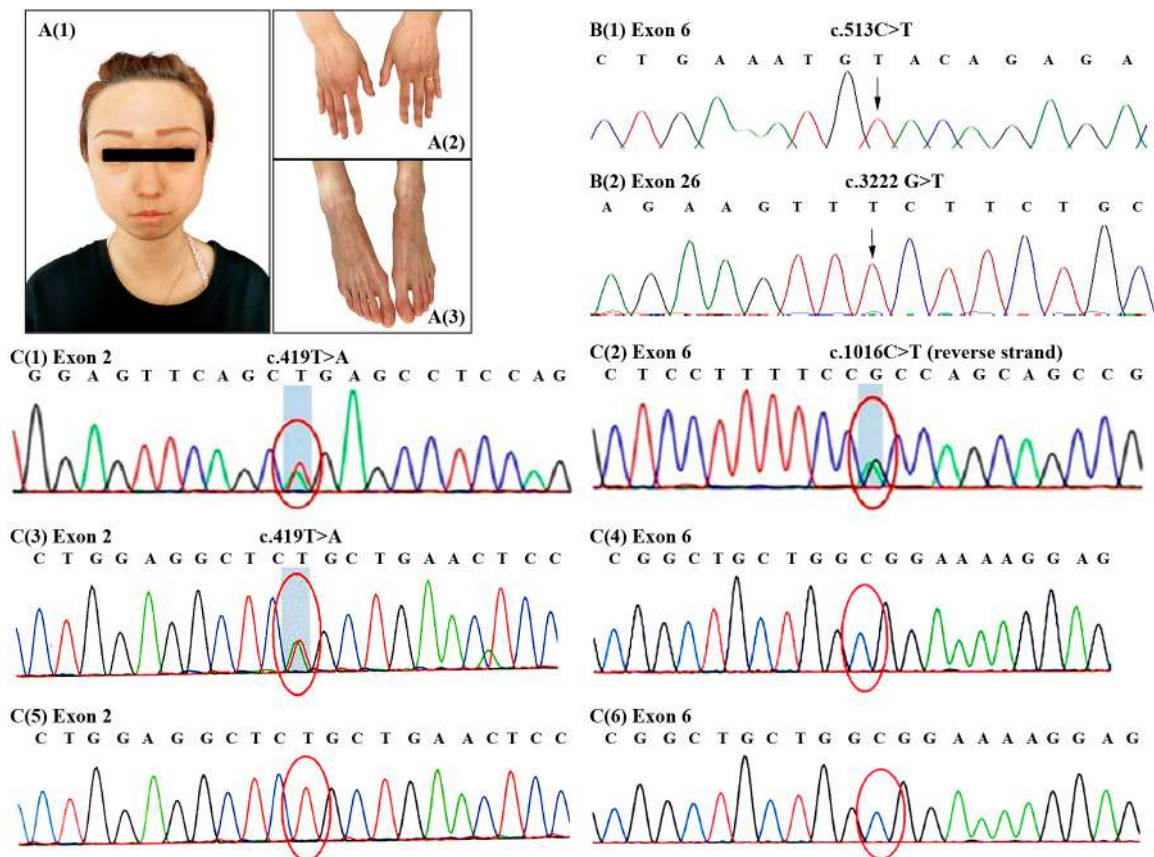 A(1)
A(2)
A(3)
B(1) Exon 6 c.513C>T
C T G A A A T G T A C A G A G A
B(2) Exon 26 c.3222 G>T
A G A A G T T T C T T C T G C
C(1) Exon 2 c.419T>A
G G A G T T C A G C T G A G C C T C C A G
C(2) Exon 6 c.1016C>T (reverse strand)
C T C C T T T T C C G C C A G C A G C C G
C(3) Exon 2 c.419T>A
C T G G A G G C T C T G C T G A A C T C C
C(4) Exon 6
C G G C T G C T G G C G G A A A A G G A G
C(5) Exon 2
C T G G A G G C T C T G C T G A A C T C C
C(6) Exon 6
C G G C T G C T G G C G G A A A A G G A G